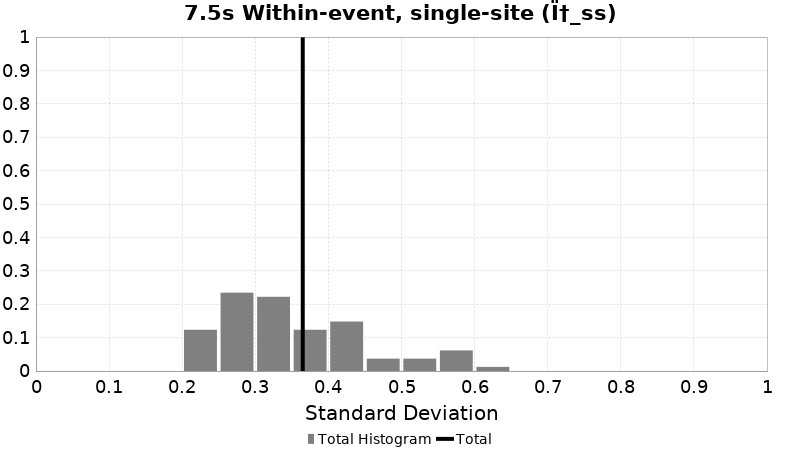 7.5s Within-event, single-site (Ï†_ss)
1
0.9
0.8
0.7
0.6
0.5
0.4
0.3
0.2
0.1
0
0 0.1 0.2 0.3 0.4 0.5 0.6 0.7 0.8 0.9 1
Standard Deviation
Total Histogram Total